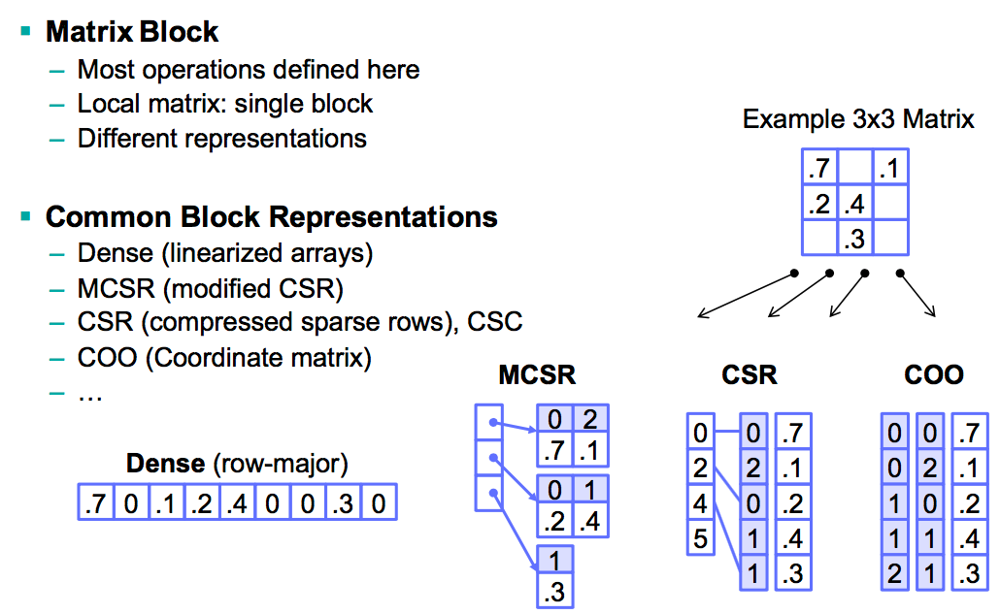 ▪ Matrix Block
– Most operations defined here
– Local matrix: single block
– Different representations
Example 3x3 Matrix
.7 .1
.2 .4
.3
▪ Common Block Representations
– Dense (linearized arrays)
– MCSR (modified CSR)
– CSR (compressed sparse rows), CSC
– COO (Coordinate matrix)
– …
Dense (row-major)
.7 0 .1 .2 .4 0 0 .3 0
MCSR
0 2
.7 .1
0 1
.2 .4
1
.3
CSR
0 0 .7
2 2 .1
4 0 .2
5 1 .4
1 .3
COO
0 0 .7
0 2 .1
1 0 .2
1 1 .4
2 1 .3